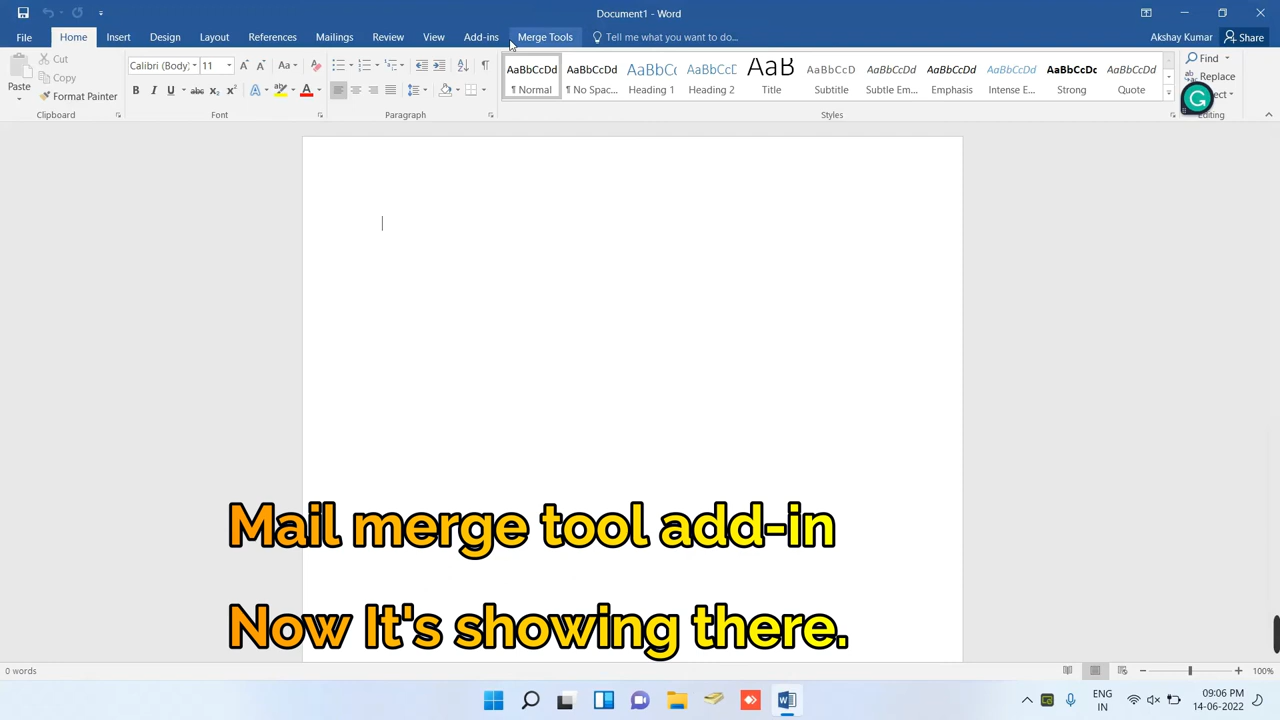 Document1 - Word
File Home Insert Design Layout References Mailings Review View Add-ins Merge Tools Tell me what you want to do... Akshay Kumar Share
Paste Cut Copy Format Painter
Calibri (Body) 11
B I U abc x₂ x² A A
AaBbCcDd AaBbCcDd AaBbCc AaBbCcD AaB AaBbCcD AaBbCcDd AaBbCcDd AaBbCcDd AaBbCcDc AaBbCcDd
¶ Normal ¶ No Spac... Heading 1 Heading 2 Title Subtitle Subtle Em... Emphasis Intense E... Strong Quote
Find
Replace
Clipboard Font Paragraph Styles Editing
Mail merge tool add-in
Now It's showing there.
0 words 100%
ENG
IN
09:06 PM
14-06-2022